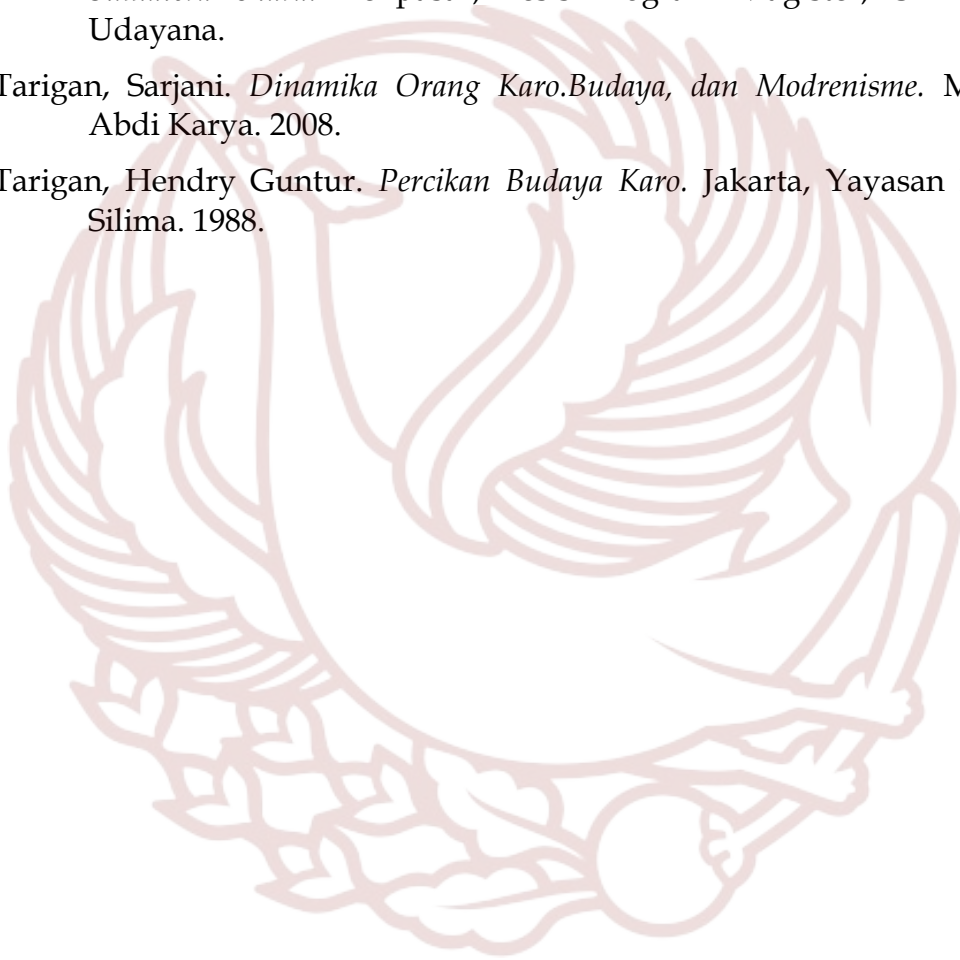 Udayana.
Tarigan, Sarjani. Dinamika Orang Karo.Budaya, dan Modrenisme.
Abdi Karya. 2008.
Tarigan, Hendry Guntur. Percikan Budaya Karo. Jakarta, Yayasan
Silima. 1988.